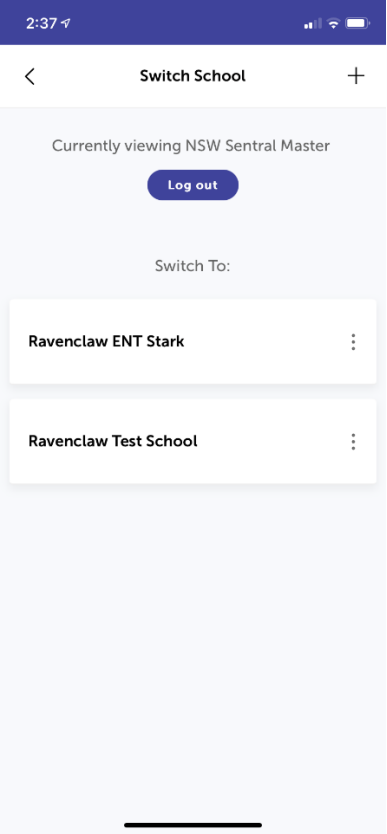 2:37
Switch School
Currently viewing NSW Sentral Master
Log out
Switch To:
Ravenclaw ENT Stark
Ravenclaw Test School